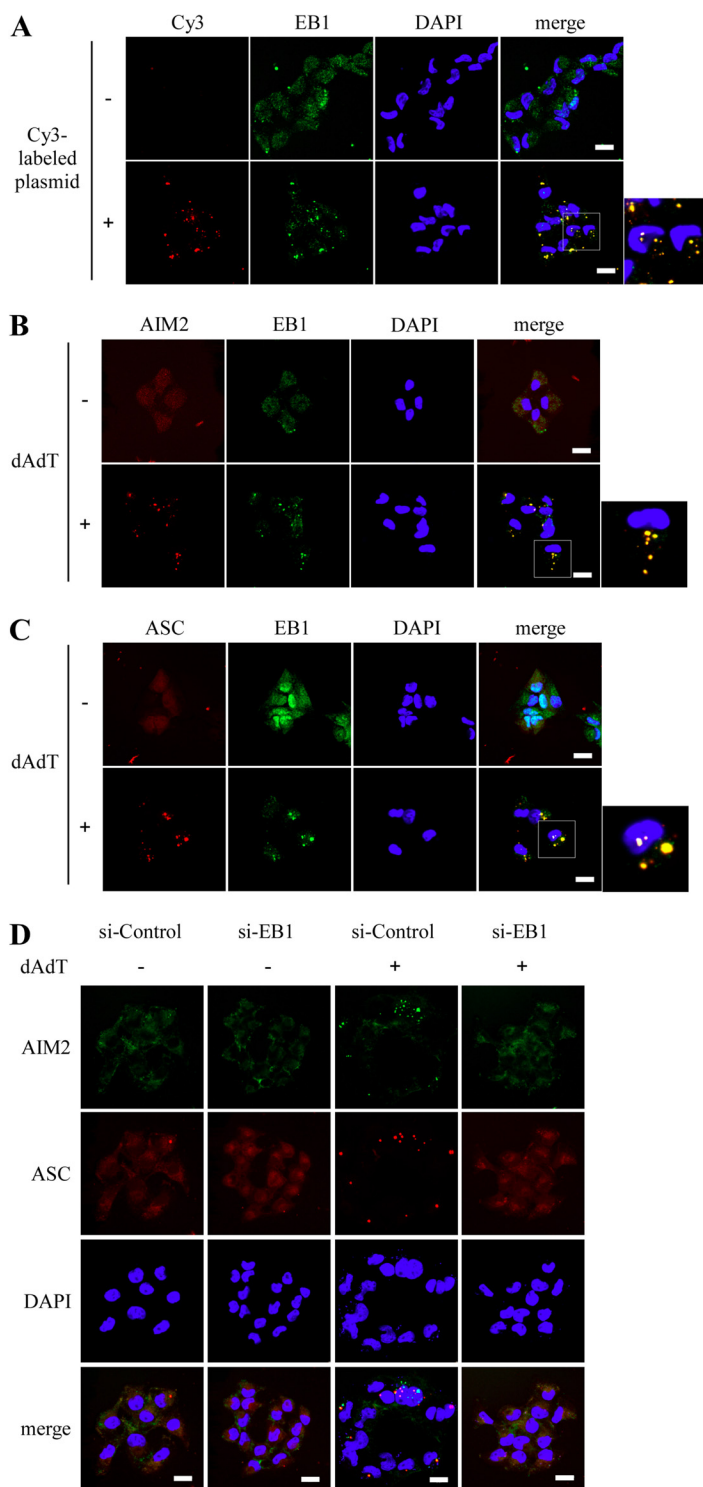 A
Cy3 EB1 DAPI merge
-
Cy3-
labeled
plasmid
+
B
AIM2 EB1 DAPI merge
-
dAdT
+
C
ASC EB1 DAPI merge
-
dAdT
+
D
si-Control si-EB1 si-Control si-EB1
dAdT - - + +
AIM2
ASC
DAPI
merge